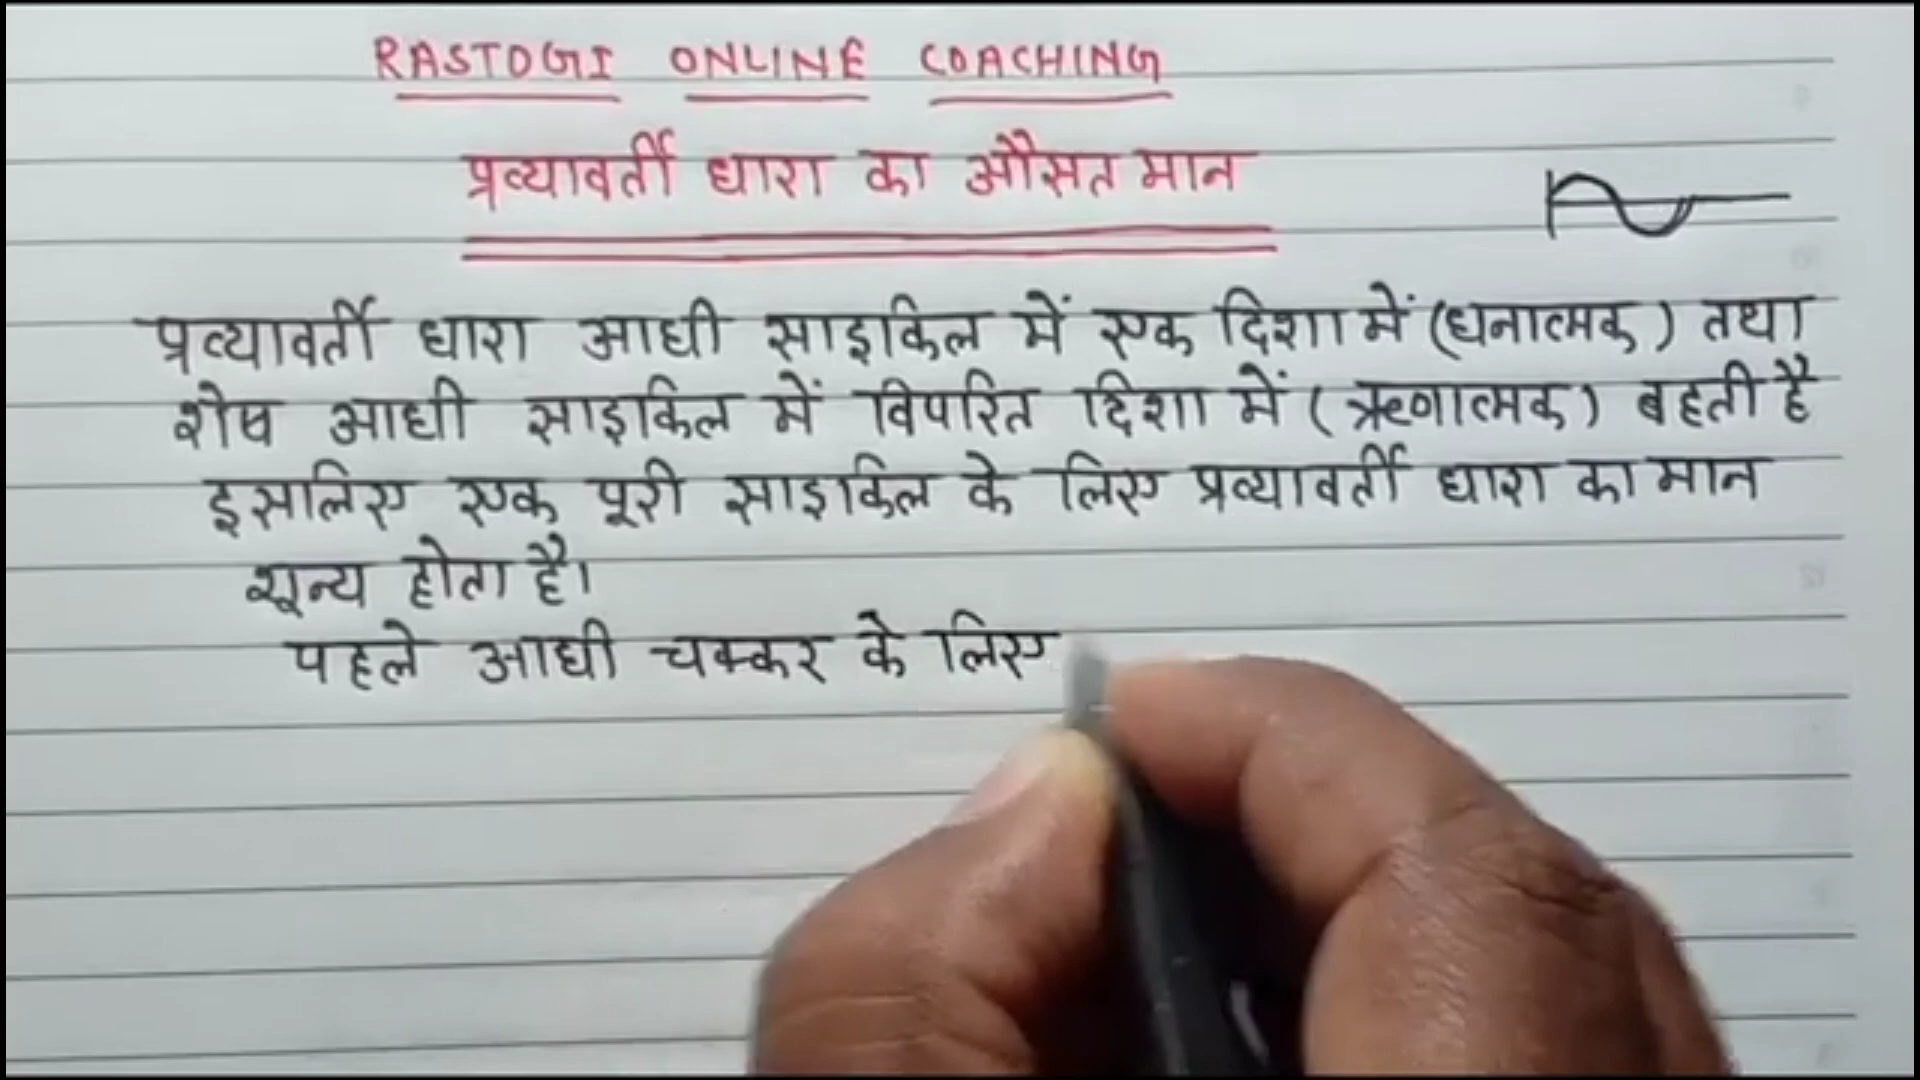 RASTOGI ONLINE COACHING
प्रत्यावर्ती धारा का औसत मान
प्रत्यावर्ती धारा आधी साइकिल में एक दिशा में (धनात्मक) तथा
शेष आधी साइकिल में विपरित दिशा में (ऋणात्मक) बहती है
इसलिए एक पूरी साइकिल के लिए प्रत्यावर्ती धारा का मान
शून्य होता है।
पहले आधी चक्कर के लिए